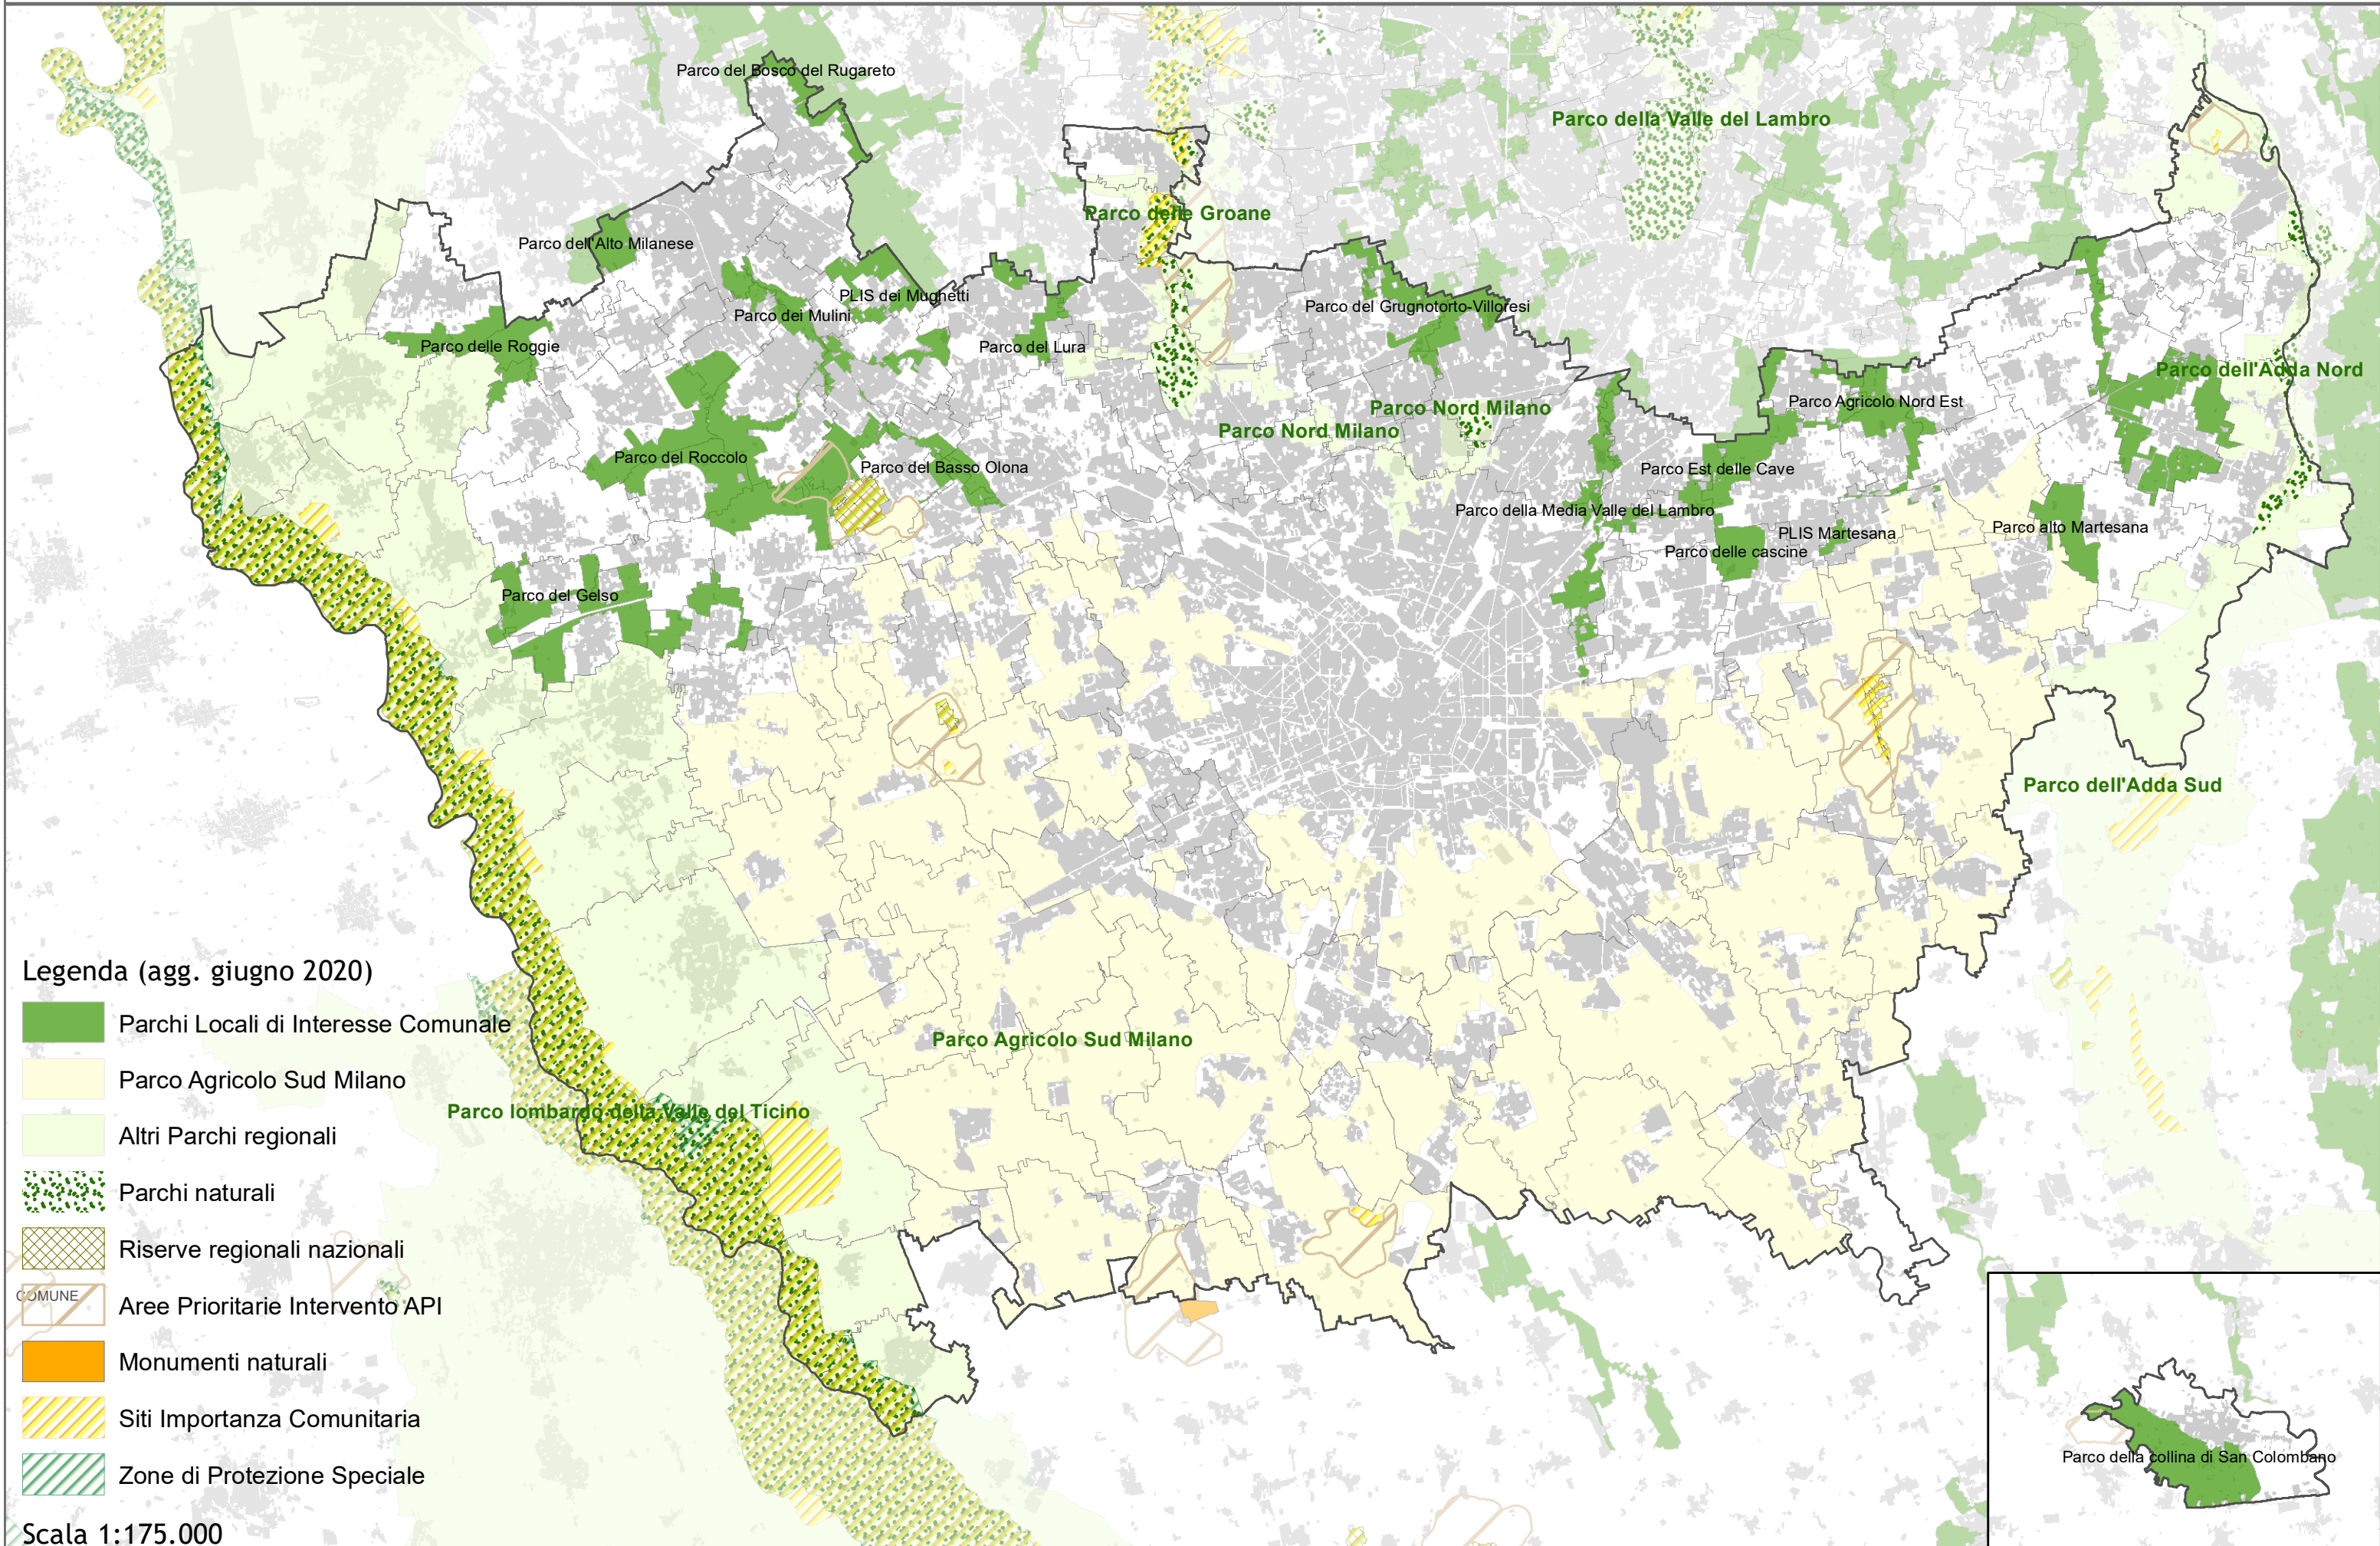 Parco del Bosco del Rugareto
Parco della Valle del Lambro
Parco delle Groane
Parco dell'Alto Milanese
PLIS dei Mughetti
Parco dei Mulini
Parco del Grugnotorto-Villoresi
Parco delle Roggie
Parco del Lura
Parco dell'Adda Nord
Parco Agricolo Nord Est
Parco Nord Milano
Parco Nord Milano
Parco del Roccolo
Parco del Basso Olona
Parco Est delle Cave
Parco della Media Valle del Lambro
Parco alto Martesana
PLIS Martesana
Parco delle cascine
Parco del Gelso
Parco dell'Adda Sud
Parco Agricolo Sud Milano
Parco lombardo della Valle del Ticino
Legenda (agg. giugno 2020)
Parchi Locali di Interesse Comunale
Parco Agricolo Sud Milano
Altri Parchi regionali
Parchi naturali
Riserve regionali nazionali
COMUNE
Aree Prioritarie Intervento API
Monumenti naturali
Siti Importanza Comunitaria
Zone di Protezione Speciale
Scala 1:175.000
Parco della collina di San Colombano